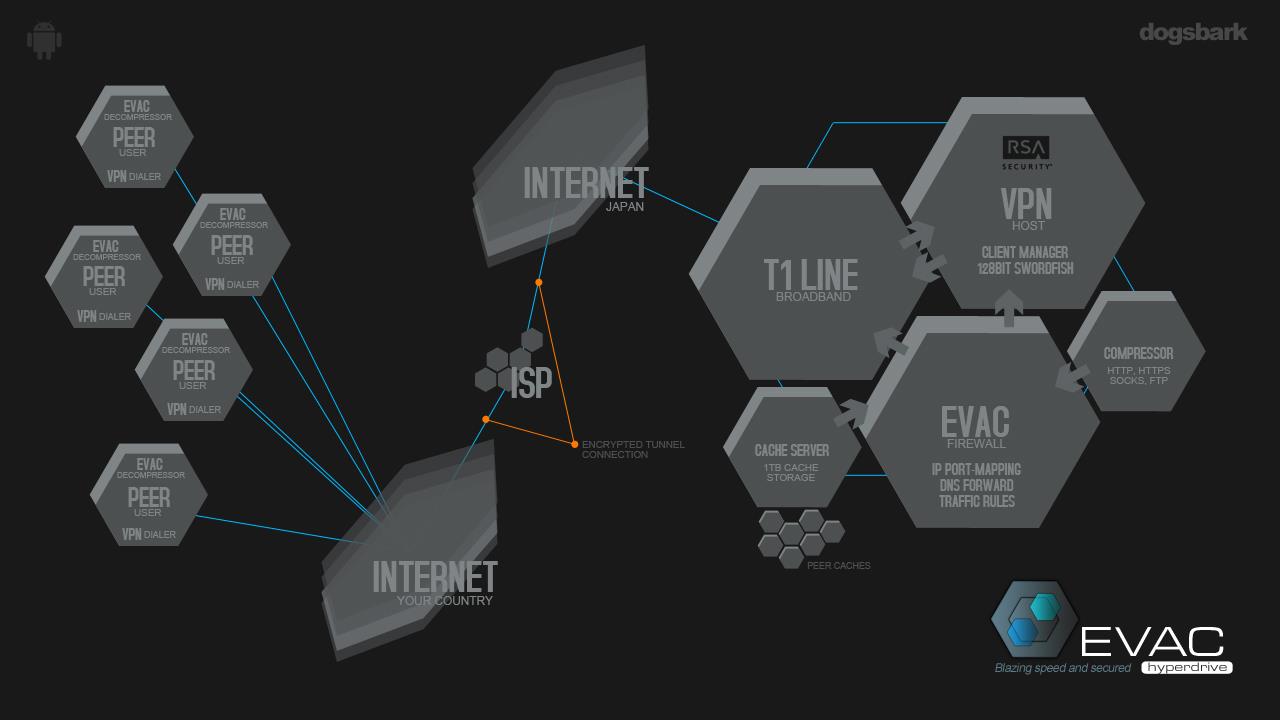 dogsbark
EVAC
DECOMPRESSOR
PEER
USER
VPN DIALER
EVAC
DECOMPRESSOR
PEER
USER
VPN DIALER
EVAC
DECOMPRESSOR
PEER
USER
VPN DIALER
EVAC
DECOMPRESSOR
PEER
USER
VPN DIALER
EVAC
DECOMPRESSOR
PEER
USER
VPN DIALER
INTERNET
JAPAN
ISP
ENCRYPTED TUNNEL
CONNECTION
INTERNET
YOUR COUNTRY
T1 LINE
BROADBAND
RSA
SECURITY
VPN
HOST
CLIENT MANAGER
128BIT SWORDFISH
COMPRESSOR
HTTP, HTTPS
SOCKS, FTP
CACHE SERVER
1TB CACHE
STORAGE
EVAC
FIREWALL
IP PORT-MAPPING
DNS FORWARD
TRAFFIC RULES
PEER CACHES
EVAC
Blazing speed and secured
hyperdrive